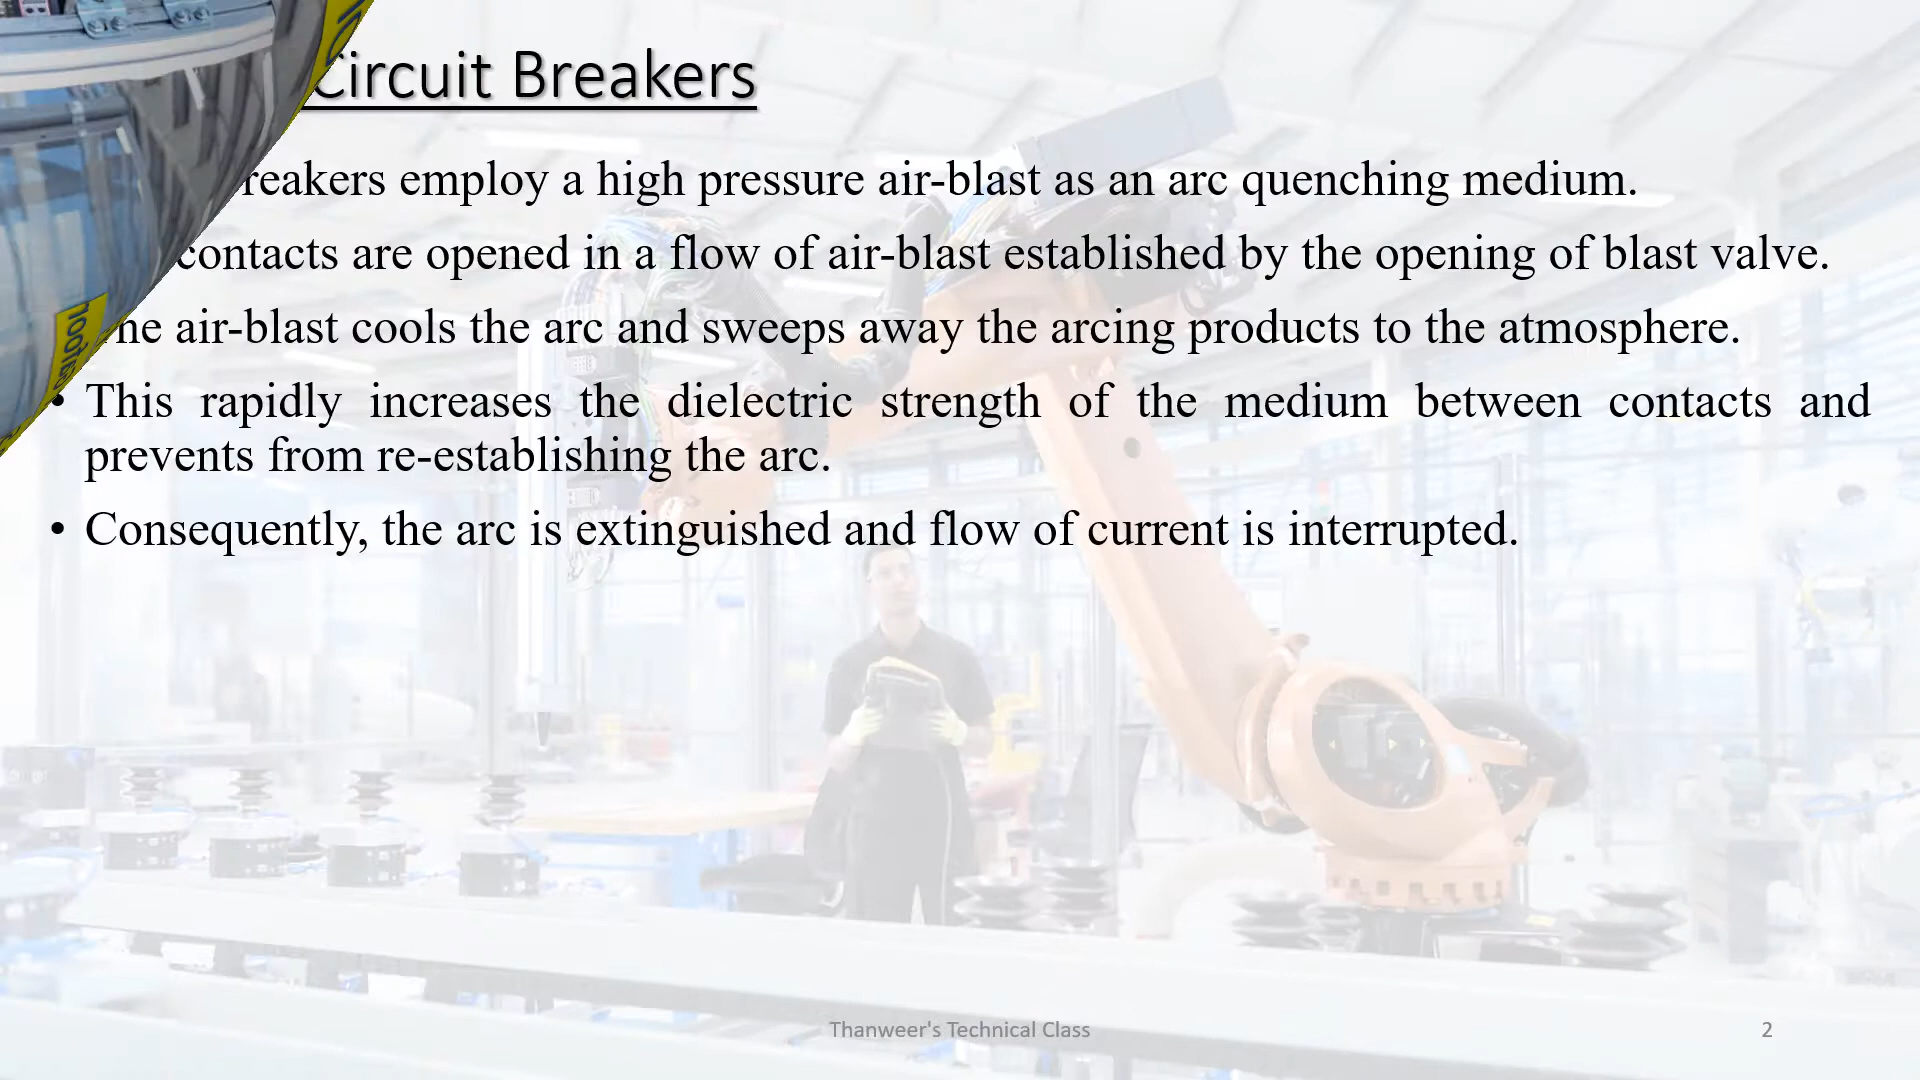 Circuit Breakers
breakers employ a high pressure air-blast as an arc quenching medium.
contacts are opened in a flow of air-blast established by the opening of blast valve.
The air-blast cools the arc and sweeps away the arcing products to the atmosphere.
• This rapidly increases the dielectric strength of the medium between contacts and
prevents from re-establishing the arc.
• Consequently, the arc is extinguished and flow of current is interrupted.
Thanweer's Technical Class
2